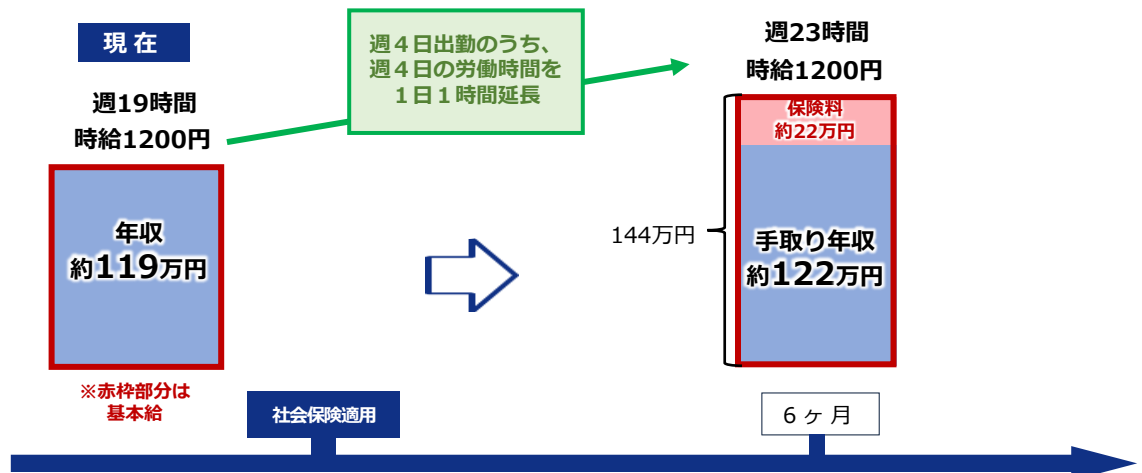 現在
週19時間
時給1200円
年収
約119万円
※赤枠部分は
基本給
週４日出勤のうち、
週４日の労働時間を
１日１時間延長
週23時間
時給1200円
保険料
約22万円
144万円
手取り年収
約122万円
社会保険適用
６ヶ月